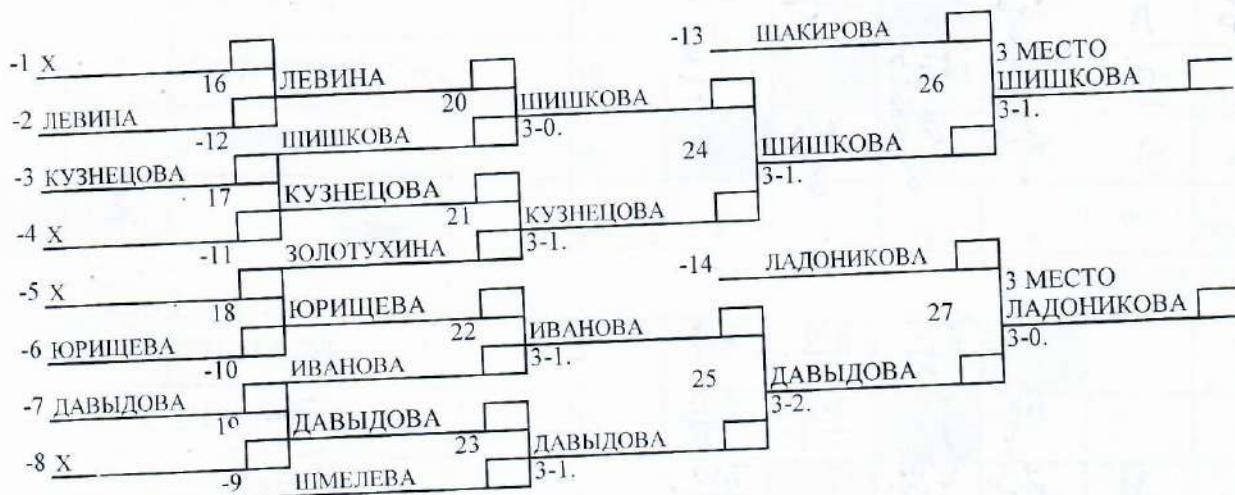 -13 ШАКИРОВА
-1 X
16
ЛЕВИНА
26
3 МЕСТО
ШИШКОВА
3-1.
-2 ЛЕВИНА
-12
20
ШИШКОВА
3-0.
ШИШКОВА
24
ШИШКОВА
3-1.
-3 КУЗНЕЦОВА
17
КУЗНЕЦОВА
21
КУЗНЕЦОВА
3-1.
-4 X
-11
ЗОЛОТУХИНА
-14 ЛАДОНИКОВА
-5 X
18
ЮРИЩЕВА
22
ИВАНОВА
3-1.
27
3 МЕСТО
ЛАДОНИКОВА
3-0.
-6 ЮРИЩЕВА
-10
ИВАНОВА
25
ДАВЫДОВА
3-2.
-7 ДАВЫДОВА
19
ДАВЫДОВА
23
ДАВЫДОВА
3-1.
-8 X
-9
ШМЕЛЕВА